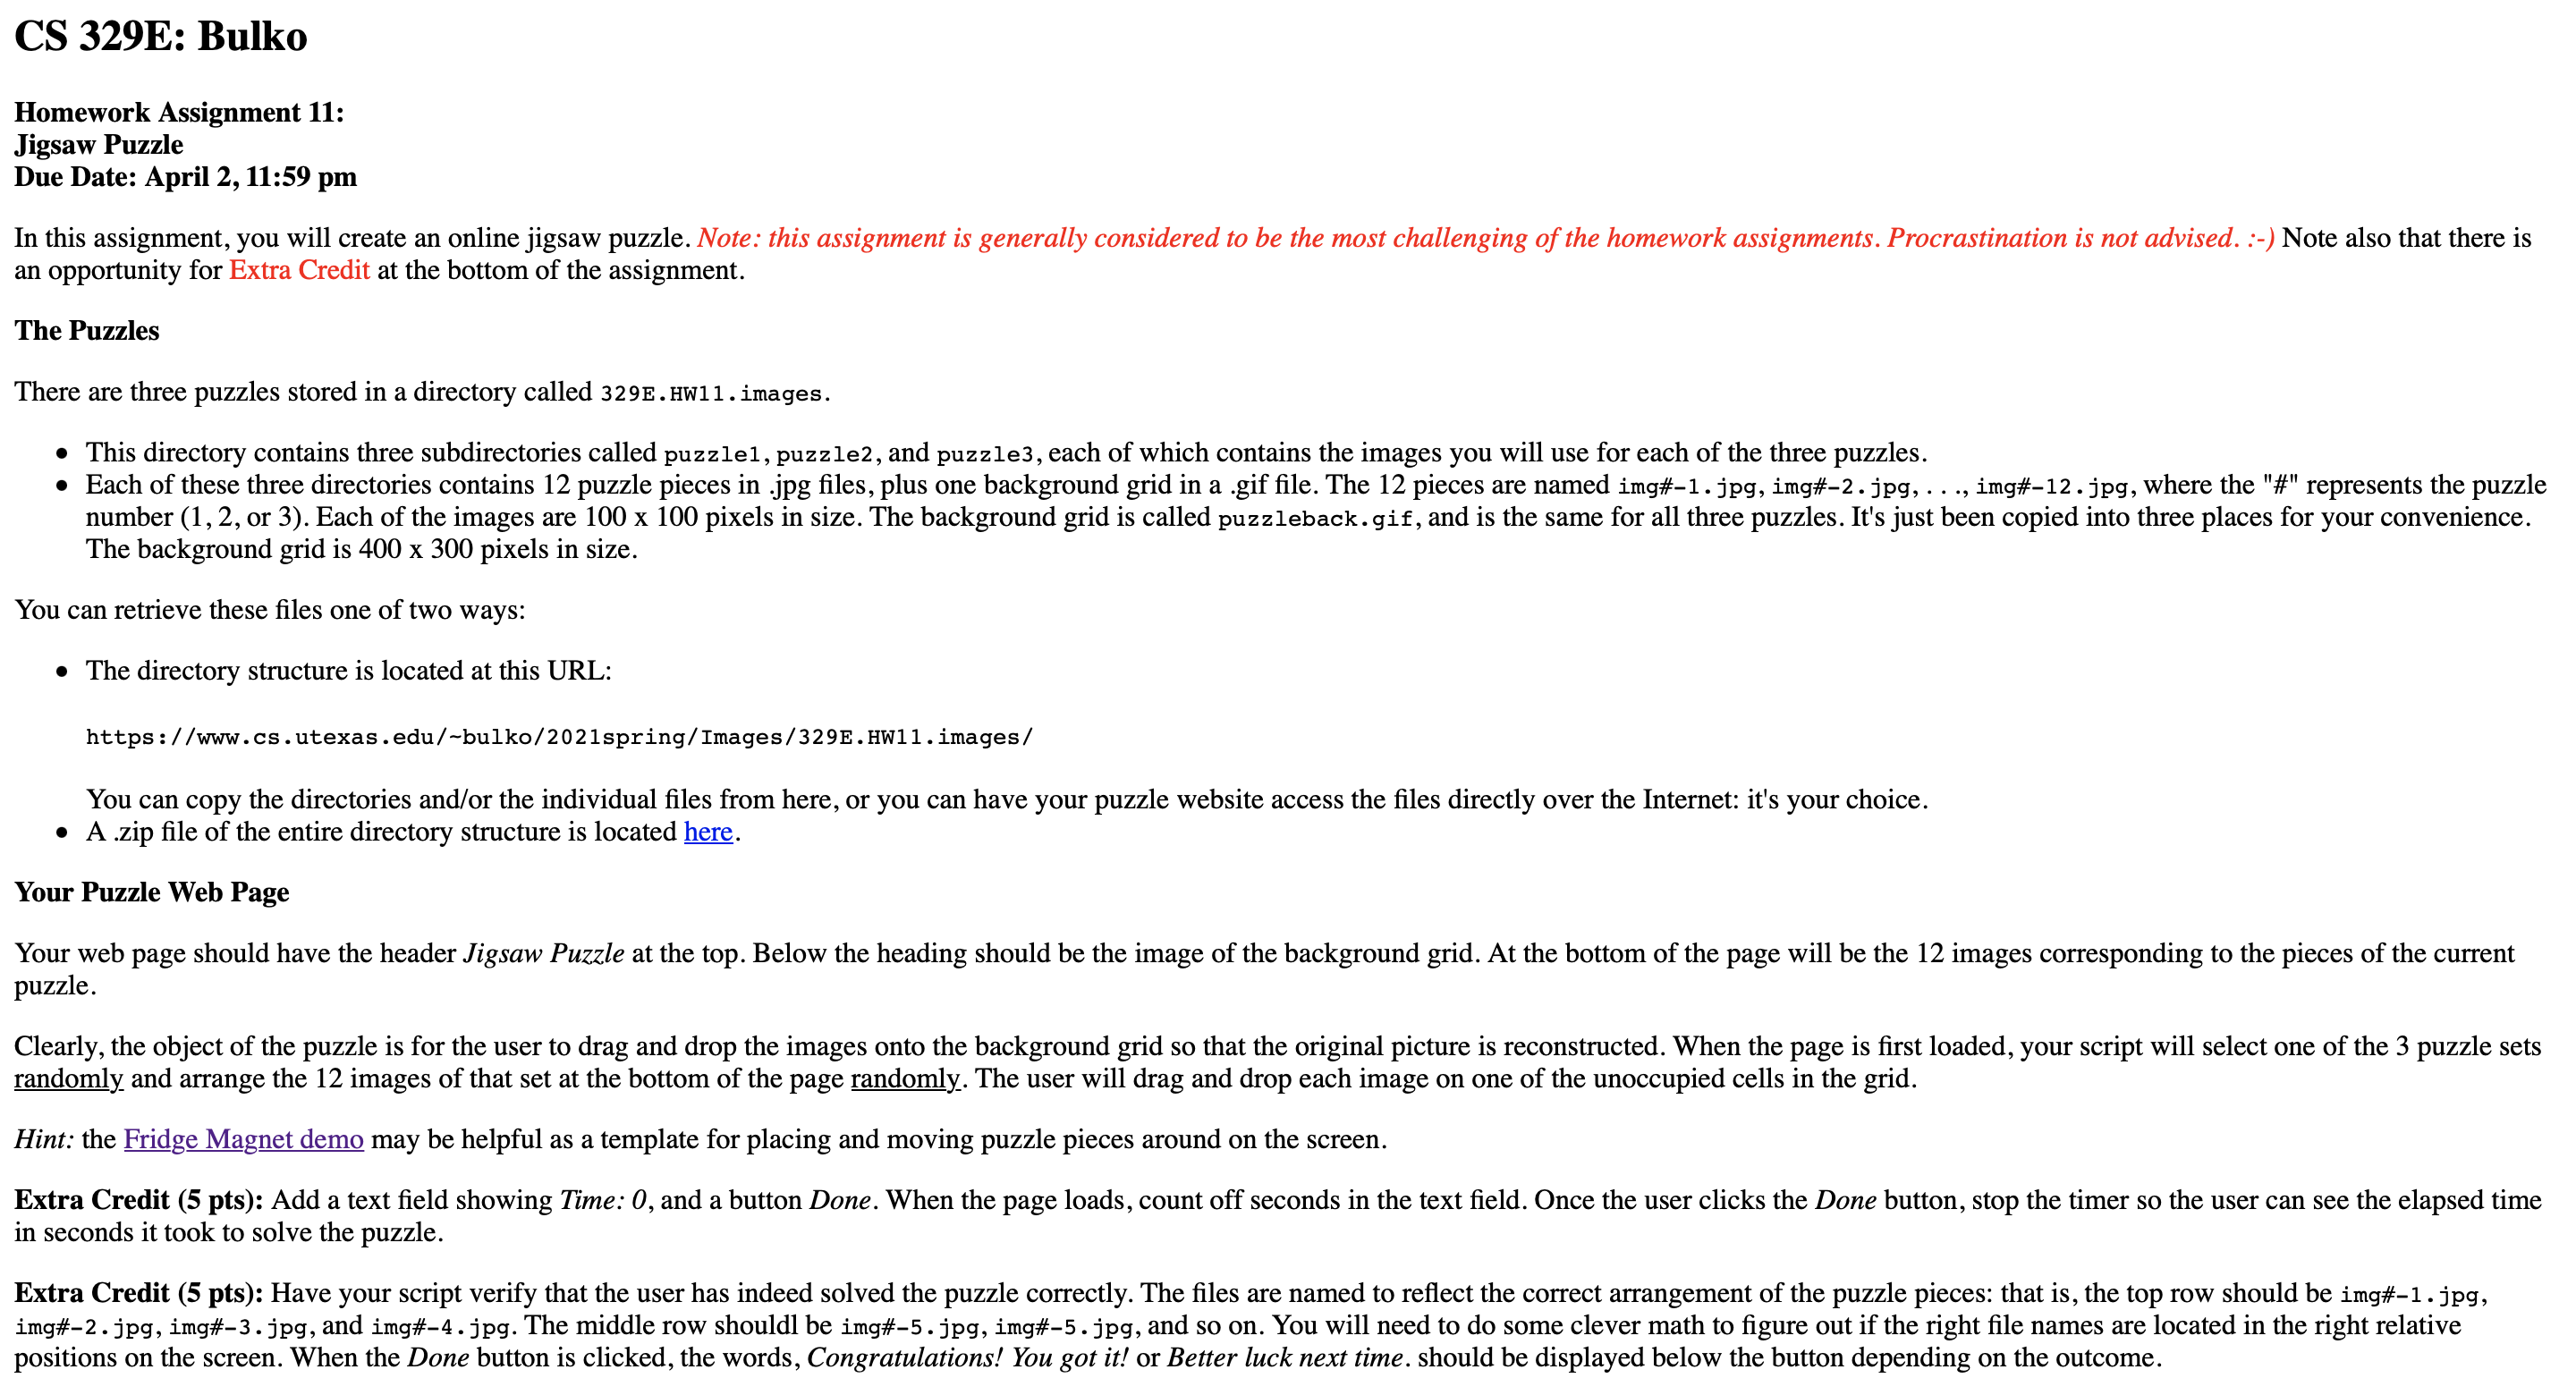 CS 329E: Bulko
Homework Assignment 11:
Jigsaw Puzzle
Due Date: April 2, 11:59 pm
In this assignment, you will create an online jigsaw puzzle. Note: this assignment is generally considered to be the most challenging of the homework assignments. Procrastination is not advised. :-) Note also that there is
an opportunity for Extra Credit at the bottom of the assignment.
The Puzzles
There are three puzzles stored in a directory called 329E.HW11.images.
• This directory contains three subdirectories called puzzle1, puzzle2, and puzzle3, each of which contains the images you will use for each of the three puzzles.
• Each of these three directories contains 12 puzzle pieces in .jpg files, plus one background grid in a .gif file. The 12 pieces are named img#-1.jpg, img#-2.jpg, . . ., img#-12.jpg, where the "#" represents the puzzle
number (1, 2, or 3). Each of the images are 100 x 100 pixels in size. The background grid is called puzzleback.gif, and is the same for all three puzzles. It's just been copied into three places for your convenience.
The background grid is 400 x 300 pixels in size.
You can retrieve these files one of two ways:
• The directory structure is located at this URL:
https://www.cs.utexas.edu/~bulko/2021spring/Images/329E.HW11.images/
You can copy the directories and/or the individual files from here, or you can have your puzzle website access the files directly over the Internet: it's your choice.
• A .zip file of the entire directory structure is located here.
Your Puzzle Web Page
Your web page should have the header Jigsaw Puzzle at the top. Below the heading should be the image of the background grid. At the bottom of the page will be the 12 images corresponding to the pieces of the current
puzzle.
Clearly, the object of the puzzle is for the user to drag and drop the images onto the background grid so that the original picture is reconstructed. When the page is first loaded, your script will select one of the 3 puzzle sets
randomly and arrange the 12 images of that set at the bottom of the page randomly. The user will drag and drop each image on one of the unoccupied cells in the grid.
Hint: the Fridge Magnet demo may be helpful as a template for placing and moving puzzle pieces around on the screen.
Extra Credit (5 pts): Add a text field showing Time: 0, and a button Done. When the page loads, count off seconds in the text field. Once the user clicks the Done button, stop the timer so the user can see the elapsed time
in seconds it took to solve the puzzle.
Extra Credit (5 pts): Have your script verify that the user has indeed solved the puzzle correctly. The files are named to reflect the correct arrangement of the puzzle pieces: that is, the top row should be img#-1.jpg,
img#-2.jpg, img#-3.jpg, and img#-4.jpg. The middle row shouldl be img#-5.jpg, img#-5.jpg, and so on. You will need to do some clever math to figure out if the right file names are located in the right relative
positions on the screen. When the Done button is clicked, the words, Congratulations! You got it! or Better luck next time. should be displayed below the button depending on the outcome.